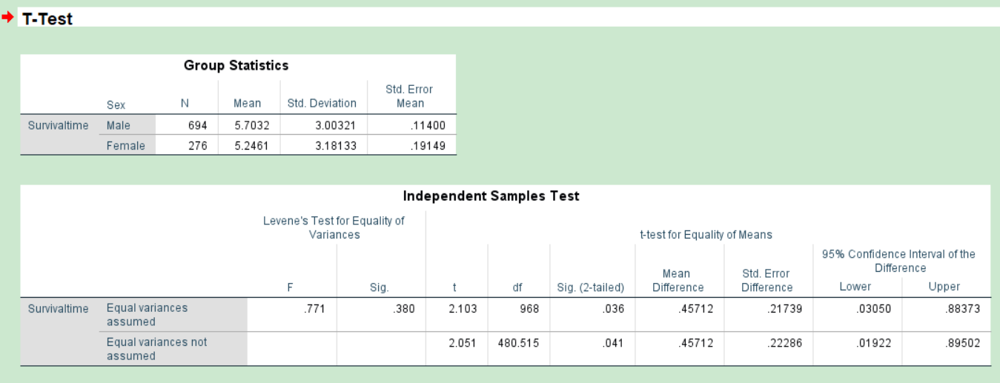 T-Test
Group Statistics
Sex N Mean Std. Deviation Std. Error Mean
Survivaltime Male 694 5.7032 3.00321 .11400
Female 276 5.2461 3.18133 .19149
Independent Samples Test
Levene's Test for Equality of Variances t-test for Equality of Means
F Sig. t df Sig. (2-tailed) Mean Difference Std. Error Difference 95% Confidence Interval of the Difference
Lower Upper
Survivaltime Equal variances assumed .771 .380 2.103 968 .036 .45712 .21739 .03050 .88373
Equal variances not assumed 2.051 480.515 .041 .45712 .22286 .01922 .89502